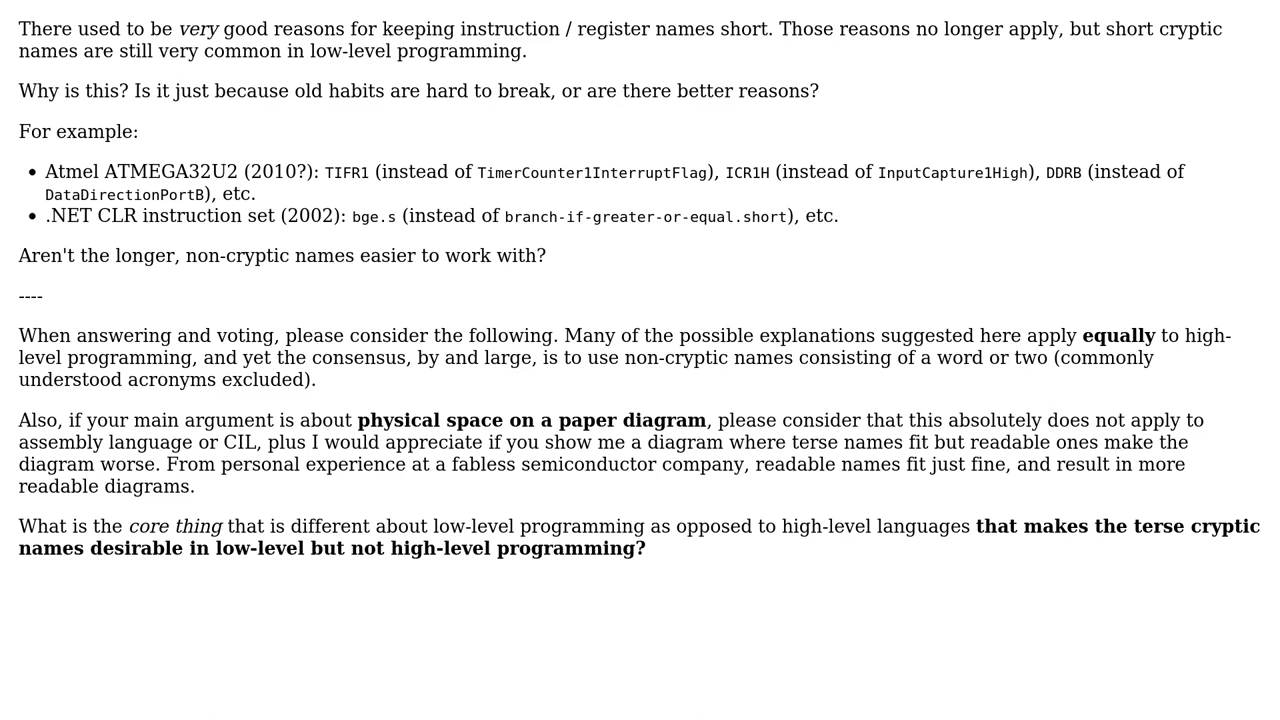 There used to be very good reasons for keeping instruction / register names short. Those reasons no longer apply, but short cryptic
names are still very common in low-level programming.
Why is this? Is it just because old habits are hard to break, or are there better reasons?
For example:
• Atmel ATMEGA32U2 (2010?): TIFR1 (instead of TimerCounter1InterruptFlag), ICR1H (instead of InputCapture1High), DDRB (instead of
DataDirectionPortB), etc.
• .NET CLR instruction set (2002): bge.s (instead of branch-if-greater-or-equal.short), etc.
Aren't the longer, non-cryptic names easier to work with?
----
When answering and voting, please consider the following. Many of the possible explanations suggested here apply equally to high-
level programming, and yet the consensus, by and large, is to use non-cryptic names consisting of a word or two (commonly
understood acronyms excluded).
Also, if your main argument is about physical space on a paper diagram, please consider that this absolutely does not apply to
assembly language or CIL, plus I would appreciate if you show me a diagram where terse names fit but readable ones make the
diagram worse. From personal experience at a fabless semiconductor company, readable names fit just fine, and result in more
readable diagrams.
What is the core thing that is different about low-level programming as opposed to high-level languages that makes the terse cryptic
names desirable in low-level but not high-level programming?